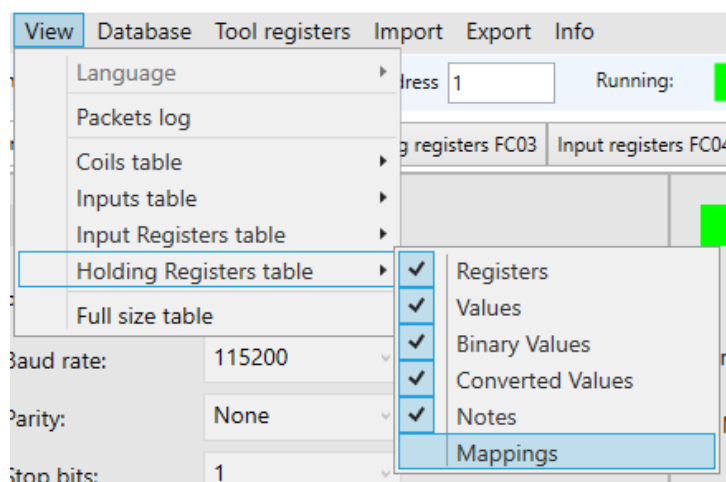 View Database Tool registers Import Export Info
Language
1
Running:
Packets log
Coils table
registers FC03
Input registers
Inputs table
Input Registers table
Holding Registers table
Full size table
Registers
Values
Binary Values
Converted Values
Notes
Mappings
Baud rate: 115200
Parity: None
Stop bits: 1